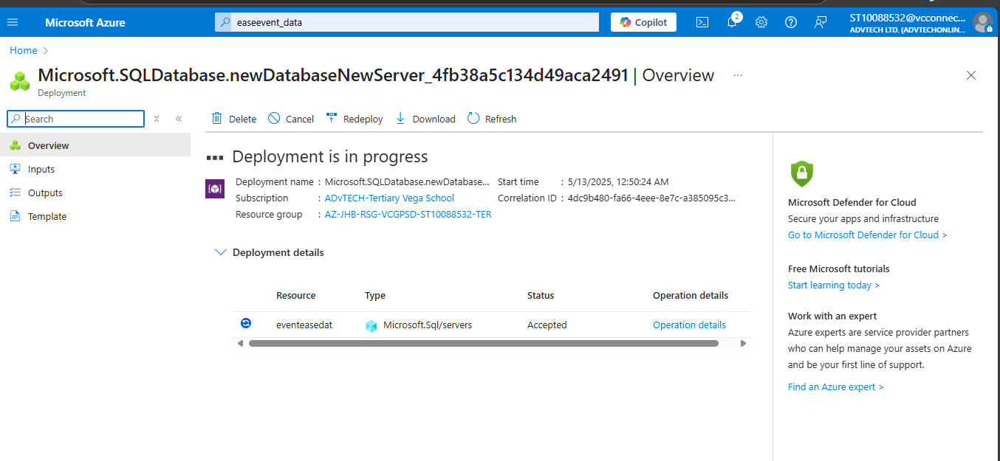 Microsoft Azure
easeevent_data
Copilot
2
ST10088532@vcconnec...
ADVTECH LTD. (ADVTECHONLIN...
Home >
Microsoft.SQLDatabase.newDatabaseNewServer_4fb38a5c134d49aca2491 | Overview ...
Deployment
Search
Delete Cancel Redeploy Download Refresh
Overview
Inputs
Outputs
Template
Deployment is in progress
Deployment name : Microsoft.SQLDatabase.newDatabase... Start time : 5/13/2025, 12:50:24 AM
Subscription : ADvTECH-Tertiary Vega School Correlation ID : 4dc9b480-fa66-4eee-8e7c-a385095c3...
Resource group : AZ-JHB-RSG-VCGPSD-ST10088532-TER
Deployment details
Resource Type Status Operation details
eventeasedat Microsoft.Sql/servers Accepted Operation details
Microsoft Defender for Cloud
Secure your apps and infrastructure
Go to Microsoft Defender for Cloud >
Free Microsoft tutorials
Start learning today >
Work with an expert
Azure experts are service provider partners
who can help manage your assets on Azure
and be your first line of support.
Find an Azure expert >